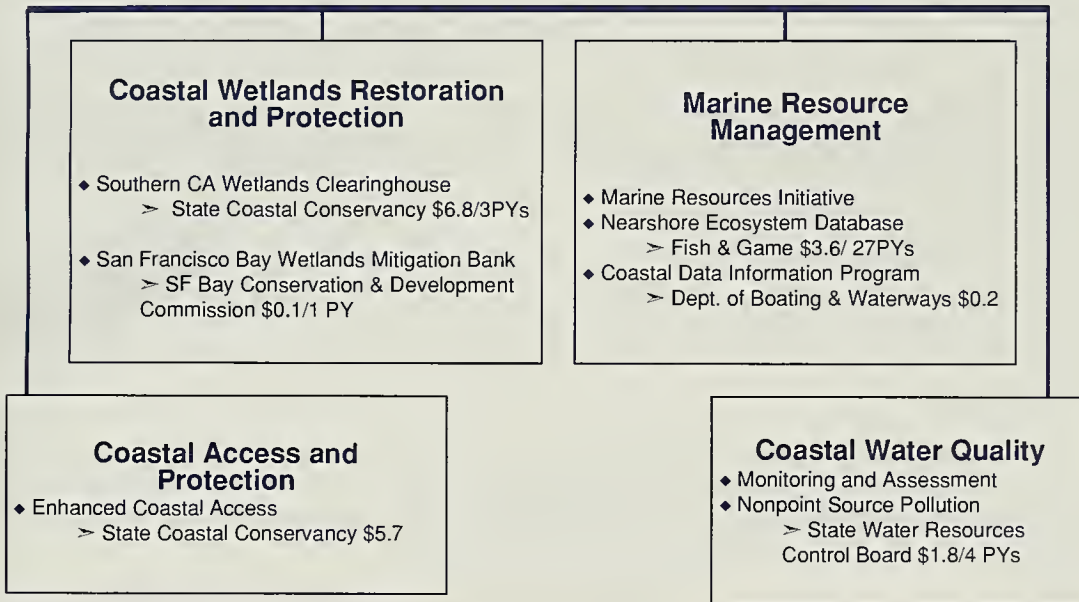 Coastal Wetlands Restoration
and Protection
◆ Southern CA Wetlands Clearinghouse
➢ State Coastal Conservancy $6.8/3PYs
◆ San Francisco Bay Wetlands Mitigation Bank
➢ SF Bay Conservation & Development
Commission $0.1/1 PY
Marine Resource
Management
◆ Marine Resources Initiative
◆ Nearshore Ecosystem Database
➢ Fish & Game $3.6/ 27PYs
◆ Coastal Data Information Program
➢ Dept. of Boating & Waterways $0.2
Coastal Access and
Protection
◆ Enhanced Coastal Access
➢ State Coastal Conservancy $5.7
Coastal Water Quality
◆ Monitoring and Assessment
◆ Nonpoint Source Pollution
➢ State Water Resources
Control Board $1.8/4 PYs